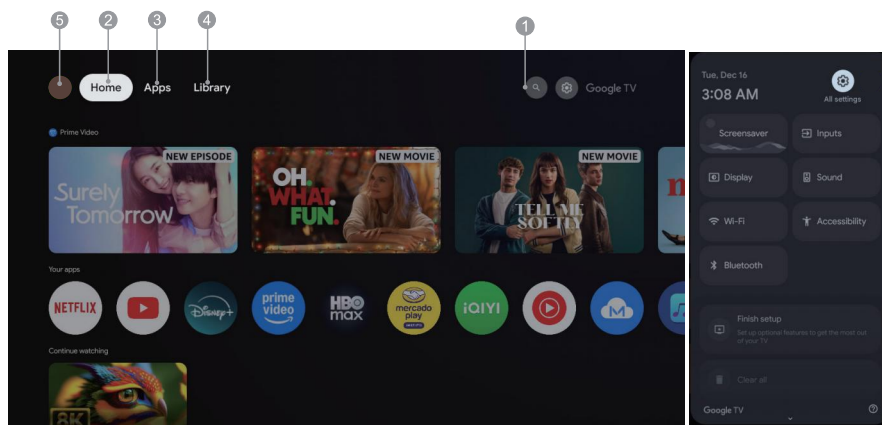 5 2 3 4 1
Home Apps Library Google TV
Prime Video
NEW EPISODE
Surely
Tomorrow
NEW MOVIE
OH.
WHAT.
FUN.
NEW MOVIE
TELL ME
SOFTLY
Your apps
NETFLIX
Disney+
prime
video
HBO
max
mercado
play
GRATIS
iQIYI
M
Continue watching
8K
Tue, Dec 16
3:08 AM
All settings
Screensaver Inputs
Display Sound
Wi-Fi Accessibility
Bluetooth
Finish setup
Set up optional features to get the most out
of your TV
Clear all
Google TV